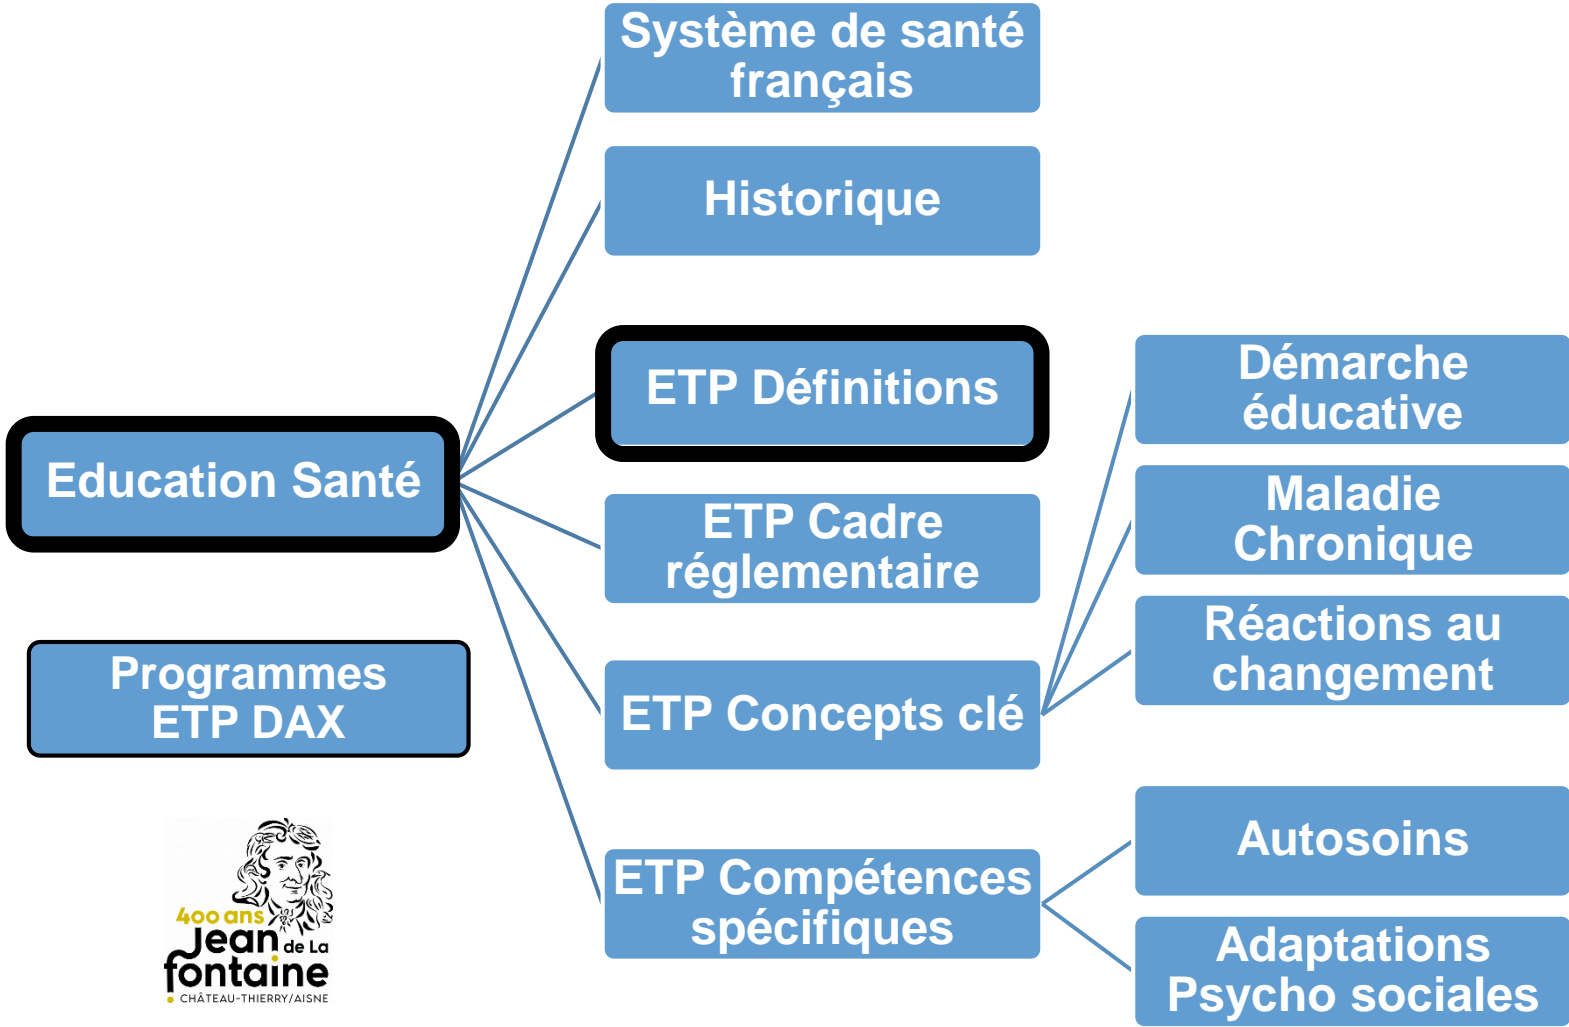 Système de santé
français
Historique
ETP Définitions
Education Santé
ETP Cadre
réglementaire
ETP Concepts clé
ETP Compétences
spécifiques
Démarche
éducative
Maladie
Chronique
Réactions au
changement
Autosoins
Adaptations
Psycho sociales
Programmes
ETP DAX
400 ans
Jean de La
fontaine
CHÂTEAU-THIERRY/AISNE